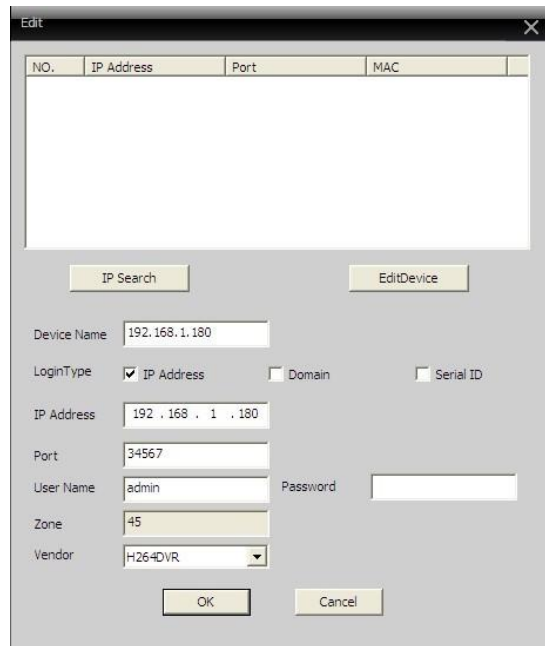 Edit
NO. IP Address Port MAC
IP Search EditDevice
Device Name 192.168.1.180
LoginType IP Address Domain Serial ID
IP Address 192 . 168 . 1 . 180
Port 34567
User Name admin Password
Zone 45
Vendor H264DVR
OK Cancel